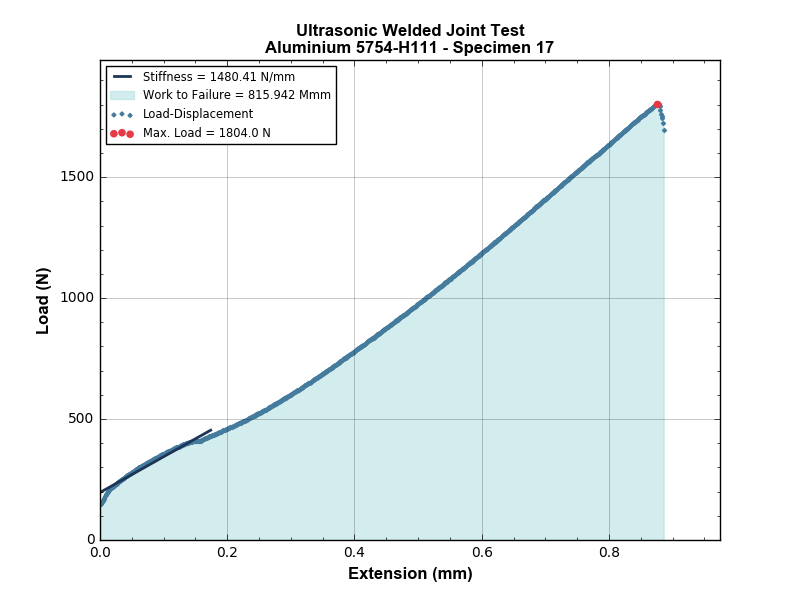 Ultrasonic Welded Joint Test
Aluminium 5754-H111 - Specimen 17
Stiffness = 1480.41 N/mm
Work to Failure = 815.942 Mmm
Load-Displacement
Max. Load = 1804.0 N
1500
1000
500
0
Load (N)
0.0 0.2 0.4 0.6 0.8
Extension (mm)